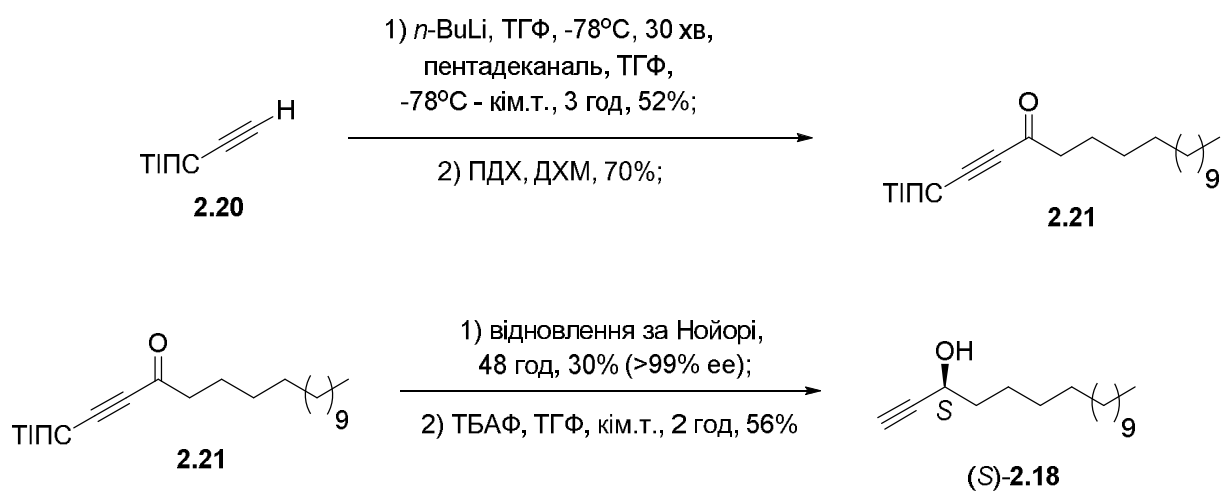 1) n-BuLi, ТГФ, -78°C, 30 хв,
пентадеканаль, ТГФ,
-78°C - кім.т., 3 год, 52%;
2) ПДХ, ДХМ, 70%;
H
ТІПС
2.20
O
ТІПС
9
2.21
O
ТІПС
9
2.21
1) відновлення за Нойорі,
48 год, 30% (>99% ee);
2) ТБАФ, ТГФ, кім.т., 2 год, 56%
OH
S
9
(S)-2.18